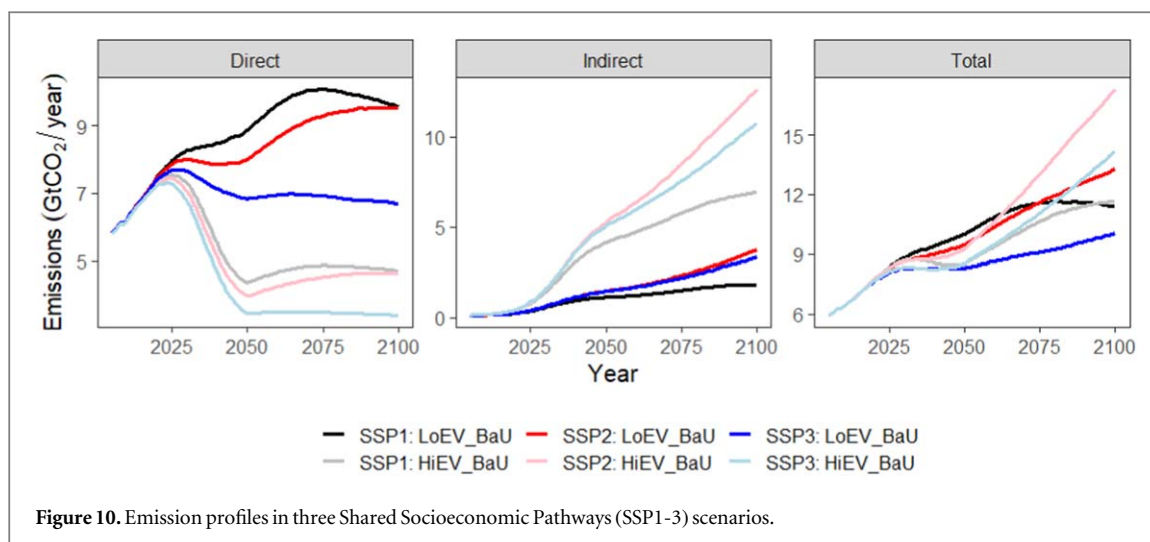 Direct
Indirect
Total
Emissions (GtCO₂/ year)
9
7
5
10
5
0
15
12
9
6
2025 2050 2075 2100
2025 2050 2075 2100
2025 2050 2075 2100
Year
SSP1: LoEV_BaU SSP2: LoEV_BaU SSP3: LoEV_BaU
SSP1: HiEV_BaU SSP2: HiEV_BaU SSP3: HiEV_BaU
Figure 10. Emission profiles in three Shared Socioeconomic Pathways (SSP1-3) scenarios.